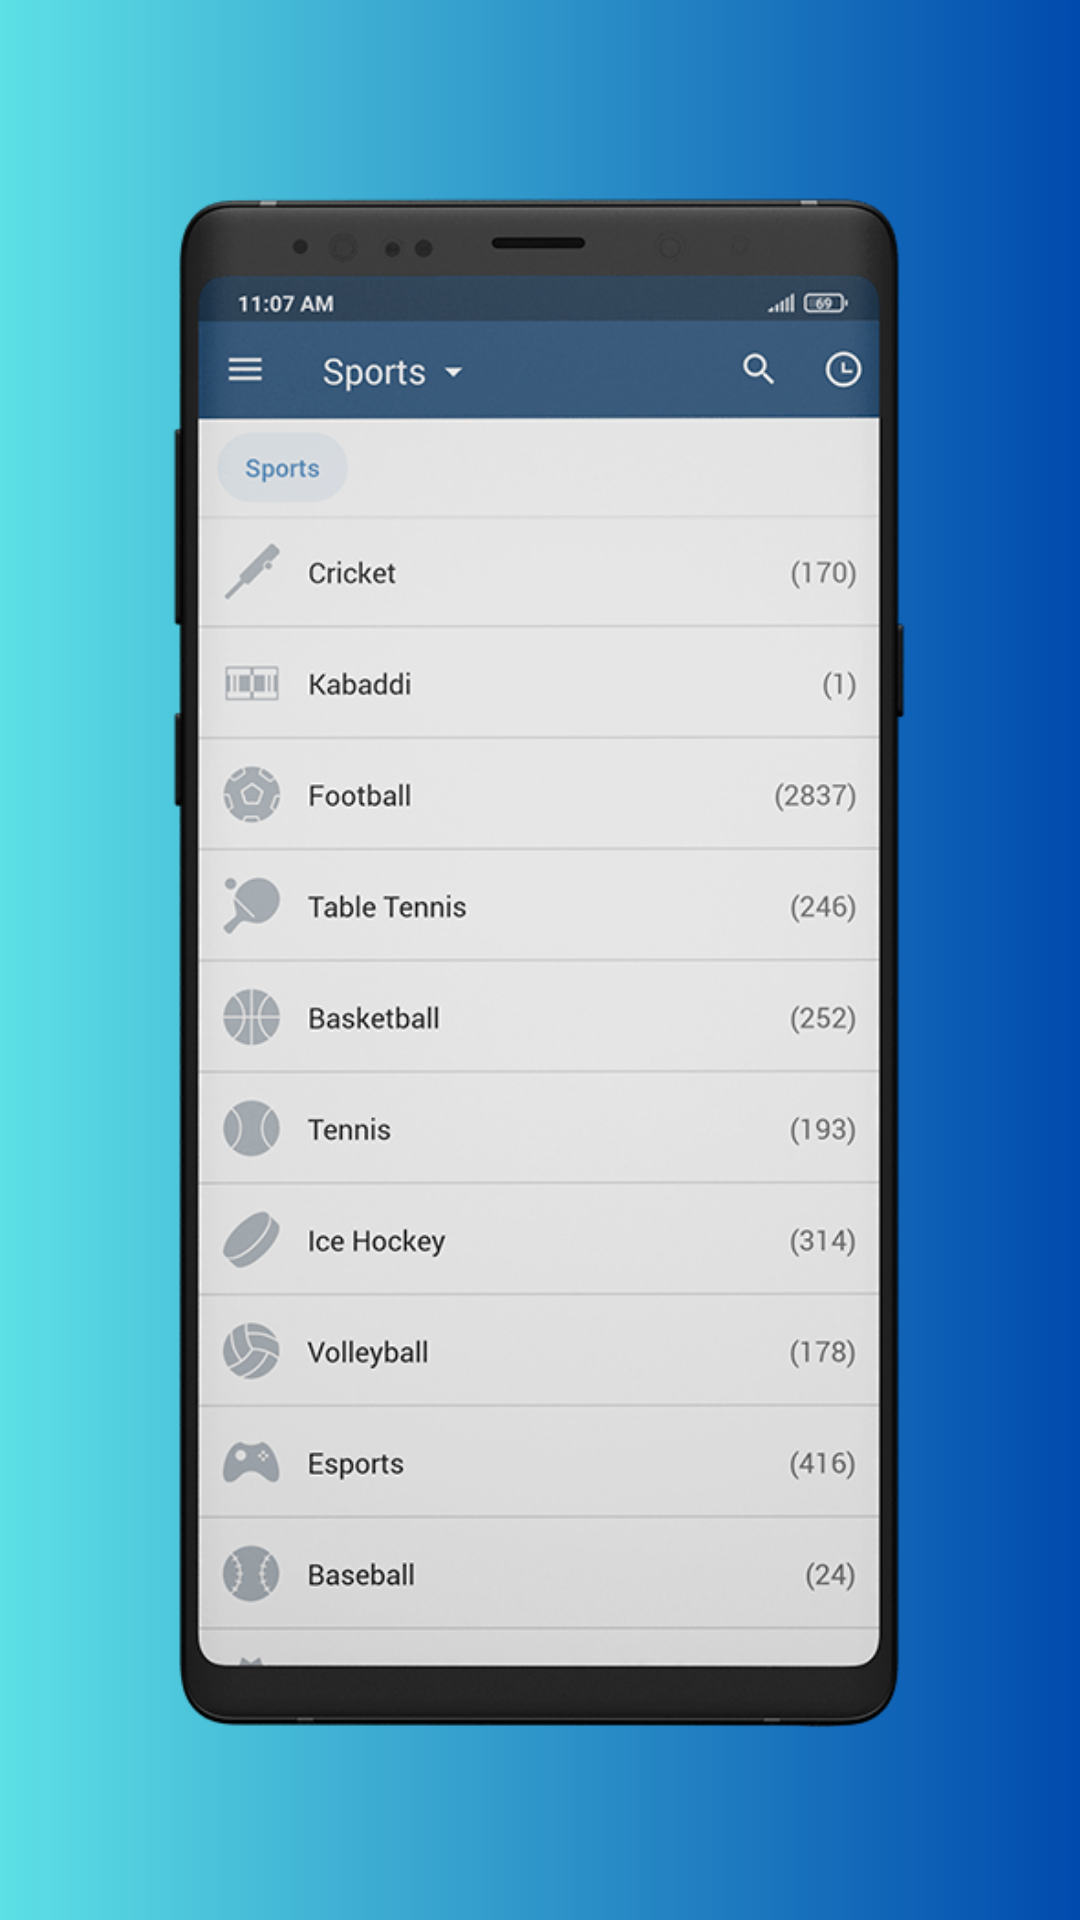 11:07 AM 69
Sports
Sports
Cricket (170)
Kabaddi (1)
Football (2837)
Table Tennis (246)
Basketball (252)
Tennis (193)
Ice Hockey (314)
Volleyball (178)
Esports (416)
Baseball (24)